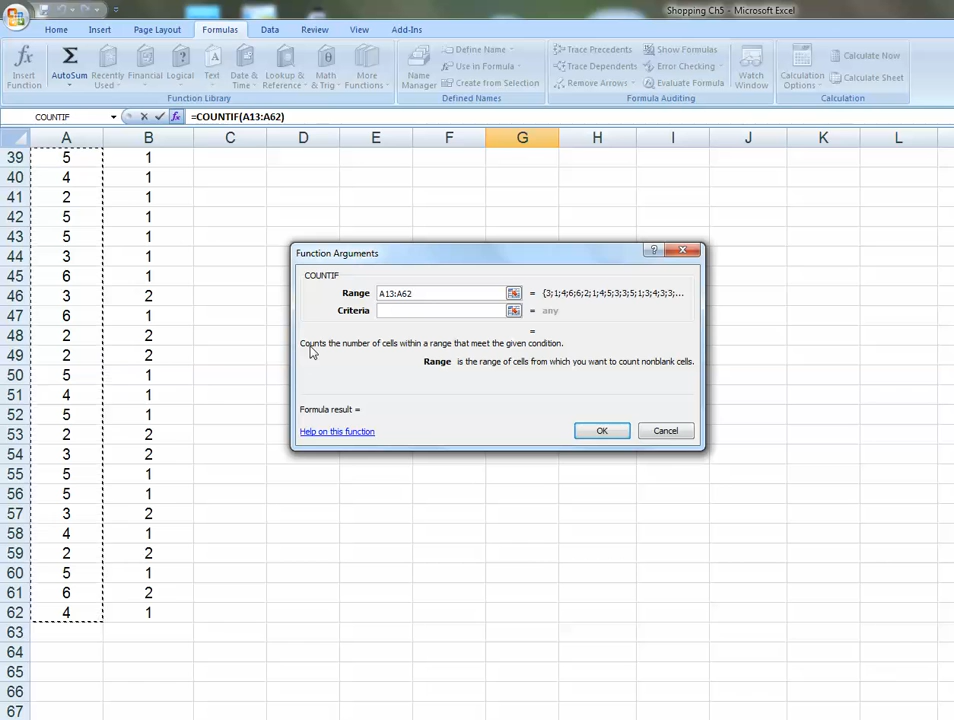 Shopping Ch5 - Microsoft Excel
Home Insert Page Layout Formulas Data Review View Add-Ins
fx Σ θ
Insert Function AutoSum Recently Used Financial Logical Text Date & Time Lookup & Reference Math & Trig More Functions
Function Library
Name Manager Define Name Use in Formula Create from Selection
Defined Names
Trace Precedents Show Formulas
Trace Dependents Error Checking
Remove Arrows Evaluate Formula
Watch Window
Formula Auditing
Calculation Options Calculate Now Calculate Sheet
Calculation
COUNTIF fx =COUNTIF(A13:A62)
A B C D E F G H I J K L
39 5 1
40 4 1
41 2 1
42 5 1
43 5 1
44 3 1
45 6 1
46 3 2
47 6 1
48 2 2
49 2 2
50 5 1
51 4 1
52 5 1
53 2 2
54 3 2
55 5 1
56 5 1
57 3 2
58 4 1
59 2 2
60 5 1
61 6 2
62 4 1
63
64
65
66
67
Function Arguments ?
COUNTIF
Range A13:A62 = {3;1;4;6;6;2;1;4;5;3;3;5;1;3;4;3;3;...
Criteria = any
=
Counts the number of cells within a range that meet the given condition.
Range is the range of cells from which you want to count nonblank cells.
Formula result =
Help on this function OK Cancel